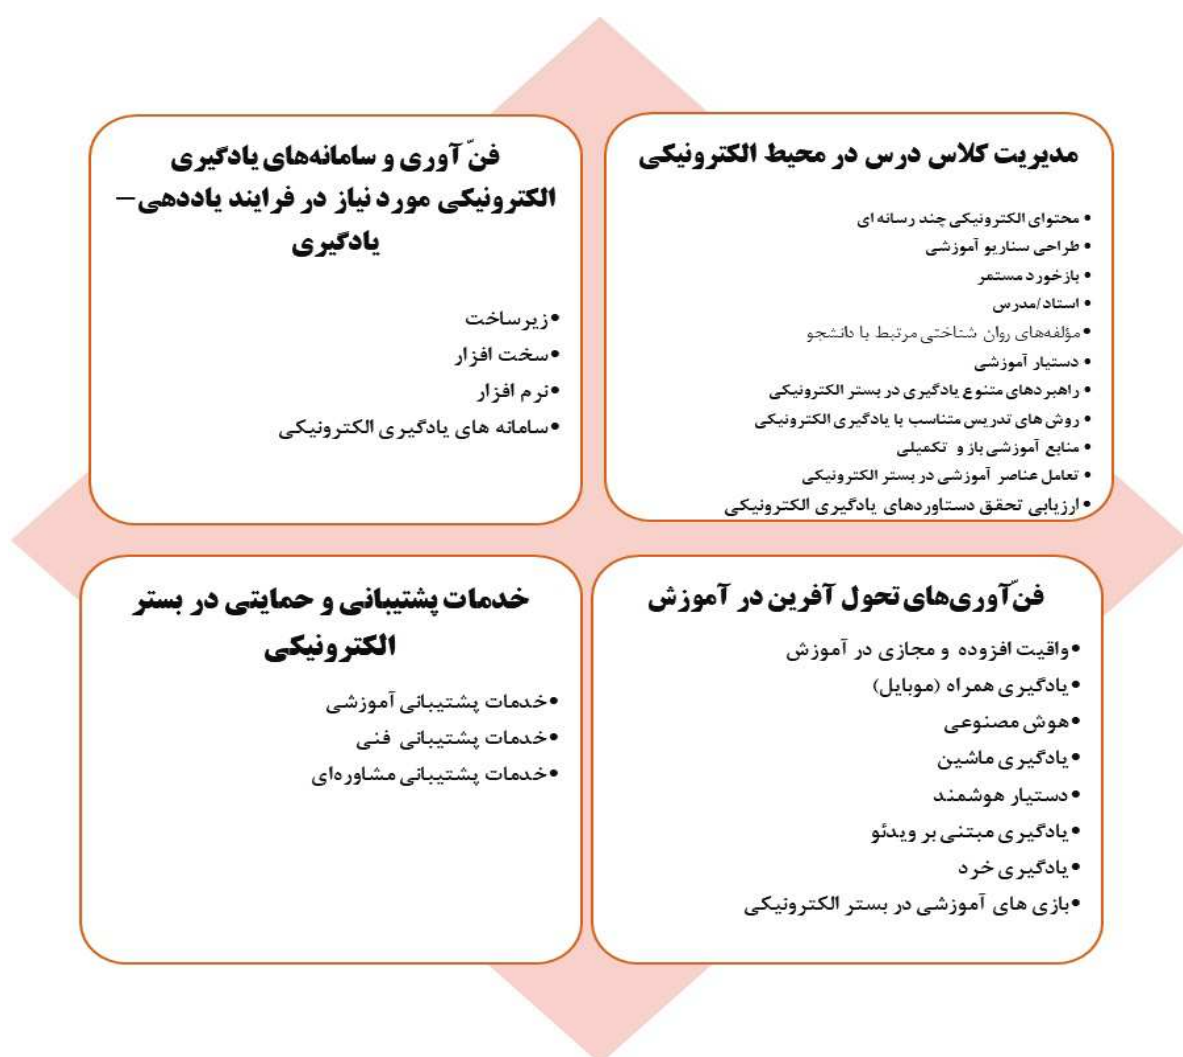 مدیریت کلاس درس در محیط الکترونیکی
• محتوای الکترونیکی چند رسانه ای
• طراحی سناریو آموزشی
• بازخورد مستمر
• استاد/مدرس
• مؤلفه‌های روان شناختی مرتبط با دانشجو
• دستیار آموزشی
• راهبردهای متنوع یادگیری در بستر الکترونیکی
• روش های تدریس متناسب با یادگیری الکترونیکی
• منابع آموزشی باز و تکمیلی
• تعامل عناصر آموزشی در بستر الکترونیکی
• ارزیابی تحقق دستاوردهای یادگیری الکترونیکی
فنّ آوری و سامانه‌های یادگیری
الکترونیکی مورد نیاز در فرایند یاددهی–
یادگیری
•زیرساخت
•سخت افزار
•نرم افزار
•سامانه های یادگیری الکترونیکی
فنّ‌آوری‌های تحول آفرین در آموزش
•واقیت افزوده و مجازی در آموزش
•یادگیری همراه (موبایل)
•هوش مصنوعی
•یادگیری ماشین
•دستیار هوشمند
•یادگیری مبتنی بر ویدئو
•یادگیری خرد
•بازی های آموزشی در بستر الکترونیکی
خدمات پشتیبانی و حمایتی در بستر
الکترونیکی
•خدمات پشتیبانی آموزشی
•خدمات پشتیبانی فنی
•خدمات پشتیبانی مشاوره‌ای